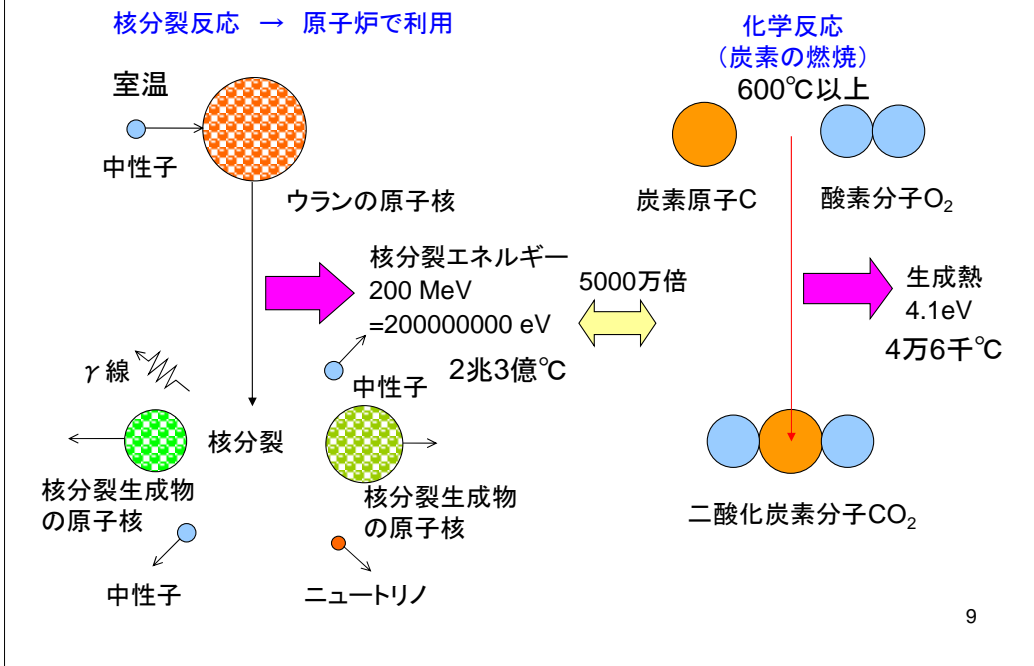 核分裂反応 → 原子炉で利用
室温
中性子
ウランの原子核
核分裂エネルギー
200 MeV
=200000000 eV
2兆3億℃
γ線
中性子
核分裂
核分裂生成物
の原子核
核分裂生成物
の原子核
中性子
ニュートリノ
5000万倍
化学反応
（炭素の燃焼）
600℃以上
炭素原子C
酸素分子O₂
生成熱
4.1eV
4万6千℃
二酸化炭素分子CO₂
9